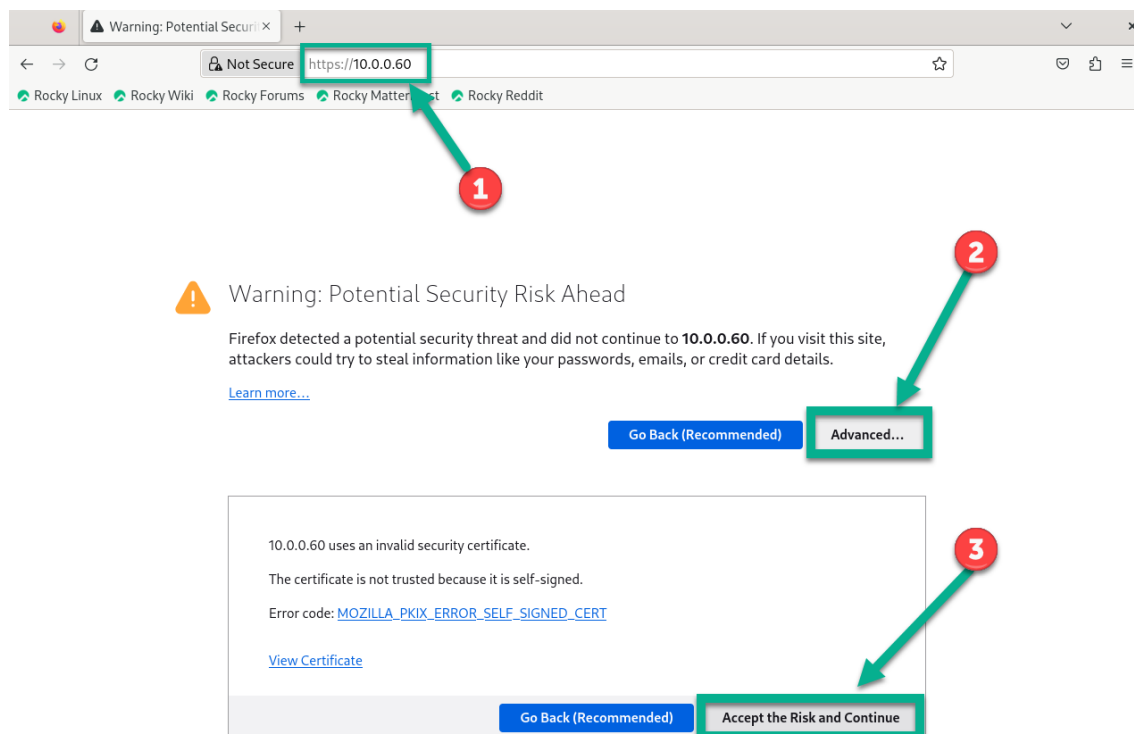 Warning: Potential Securi
Not Secure https://10.0.0.60
Rocky Linux Rocky Wiki Rocky Forums Rocky Reddit
1
2
Warning: Potential Security Risk Ahead
Firefox detected a potential security threat and did not continue to 10.0.0.60. If you visit this site,
attackers could try to steal information like your passwords, emails, or credit card details.
Learn more...
Go Back (Recommended) Advanced...
10.0.0.60 uses an invalid security certificate.
3
The certificate is not trusted because it is self-signed.
Error code: MOZILLA_PKIX_ERROR_SELF_SIGNED_CERT
View Certificate
Go Back (Recommended) Accept the Risk and Continue